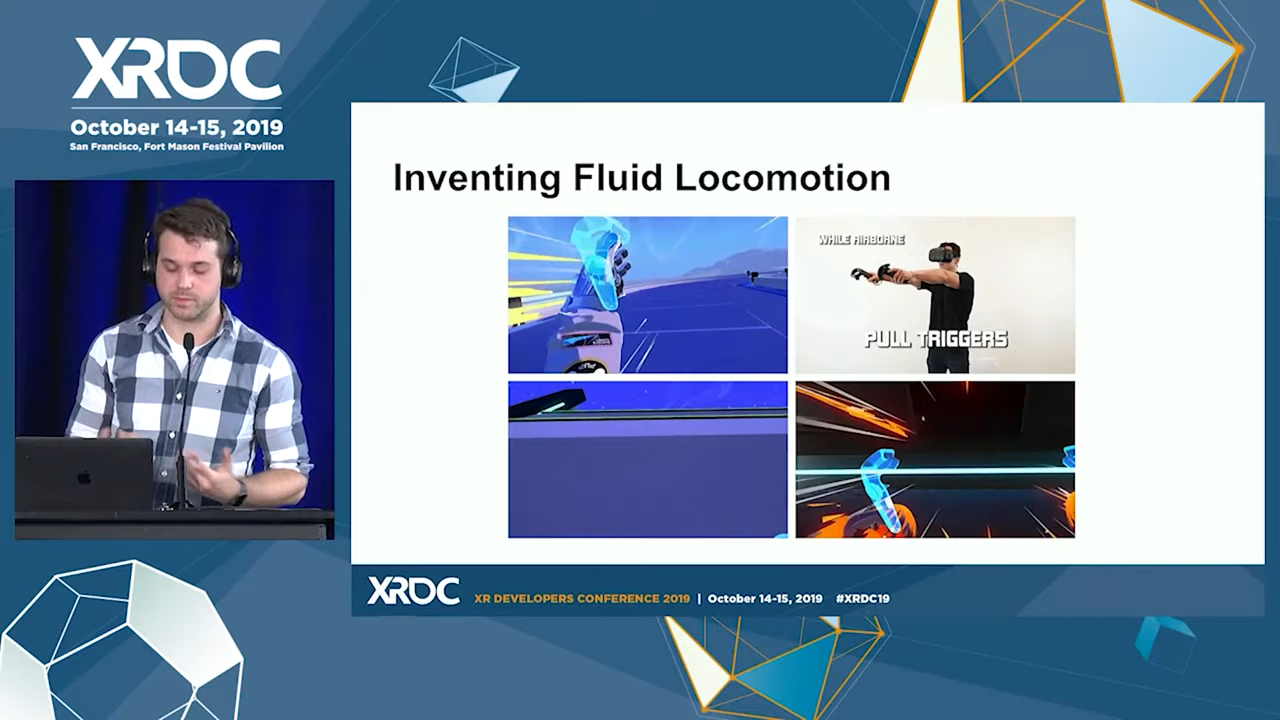 XRDC
October 14-15, 2019
San Francisco, Fort Mason Festival Pavilion
Inventing Fluid Locomotion
WHILE AIRBORNE
PULL TRIGGERS
XRDC
XR DEVELOPERS CONFERENCE 2019 | October 14-15, 2019 #XRDC19